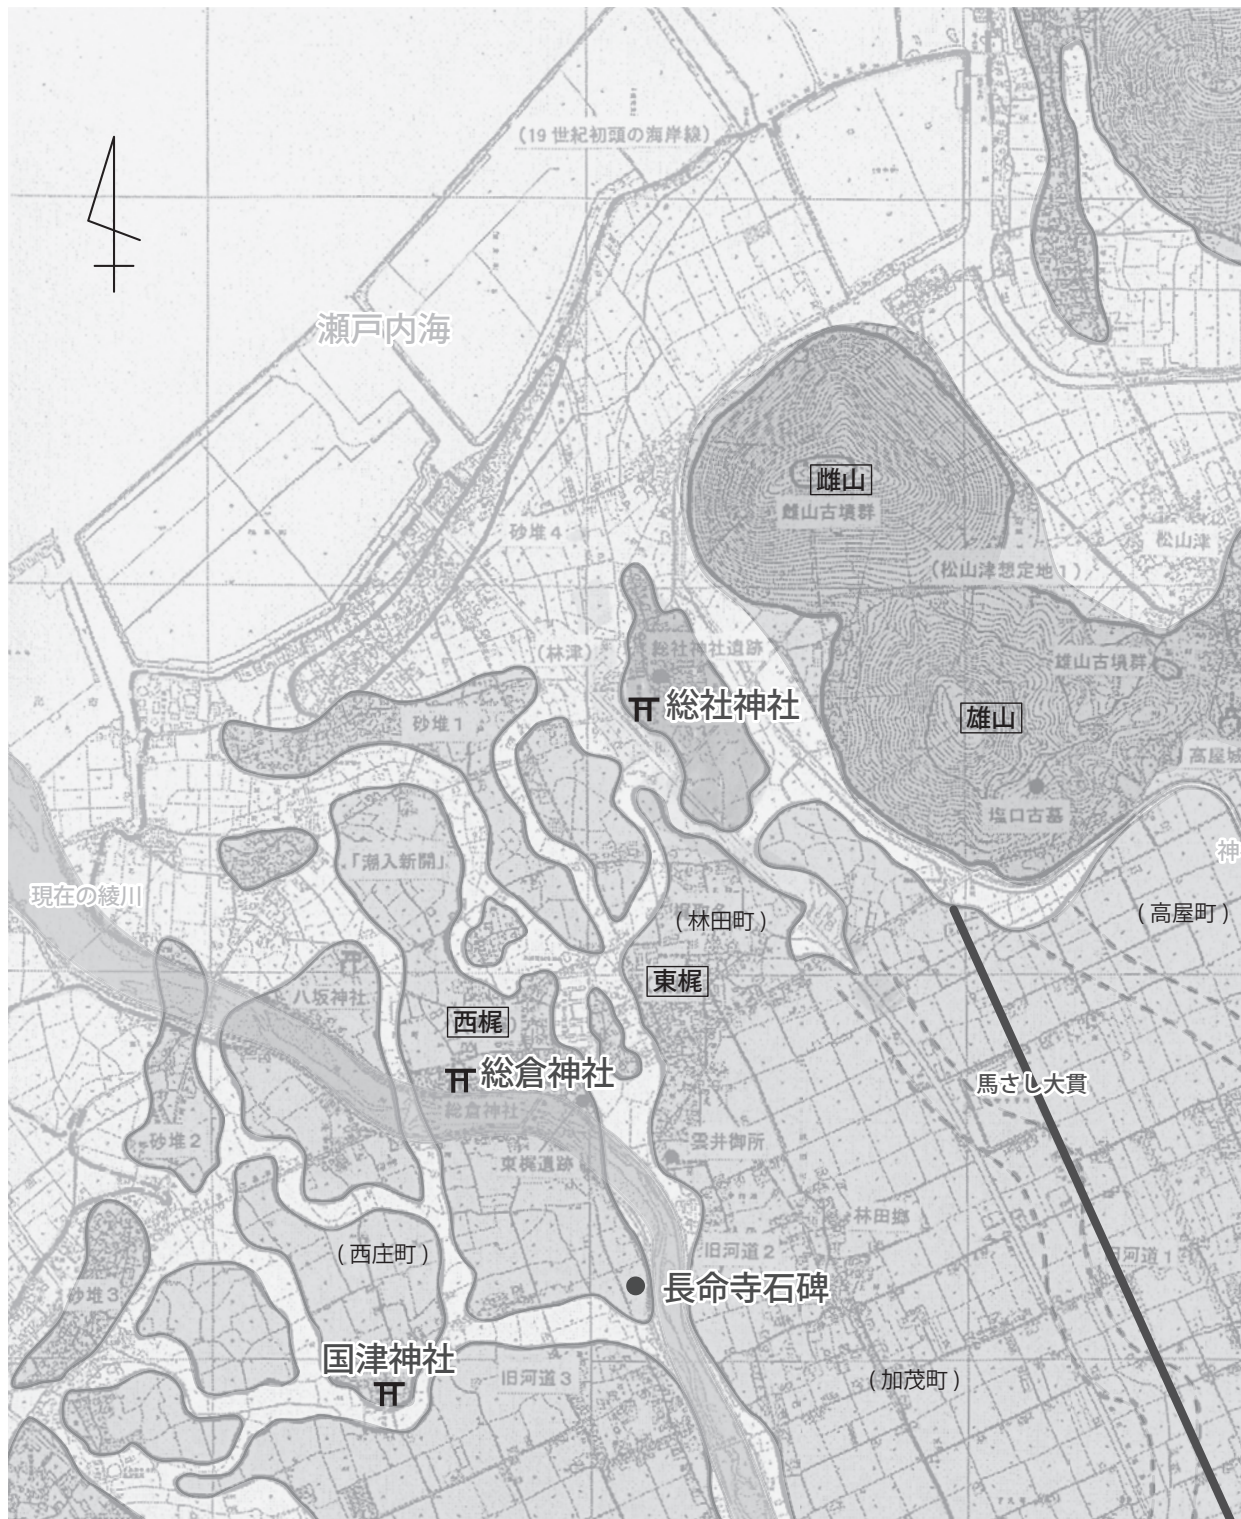 （19世紀初頭の海岸線）
瀬戸内海
雌山
雌山古墳群
砂堆4
松山津
（松山津想定地1）
（林津）
総社神社遺跡
雄山古墳群
総社神社
砂堆1
雄山
高屋城
塩口古墓
「潮入新開」
神
現在の綾川
（林田町）
（高屋町）
東梶
八坂神社
西梶
総倉神社
馬さし大貫
総倉神社
砂堆2
雲井御所
東梶遺跡
林田郷
（西庄町）
旧河道2
旧河道1
砂堆3
長命寺石碑
国津神社
旧河道3
（加茂町）